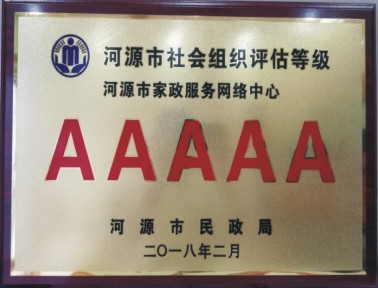 河源市社会组织评估等级
河源市家政服务网络中心
AAAAA
河源市民政局
二〇一八年二月